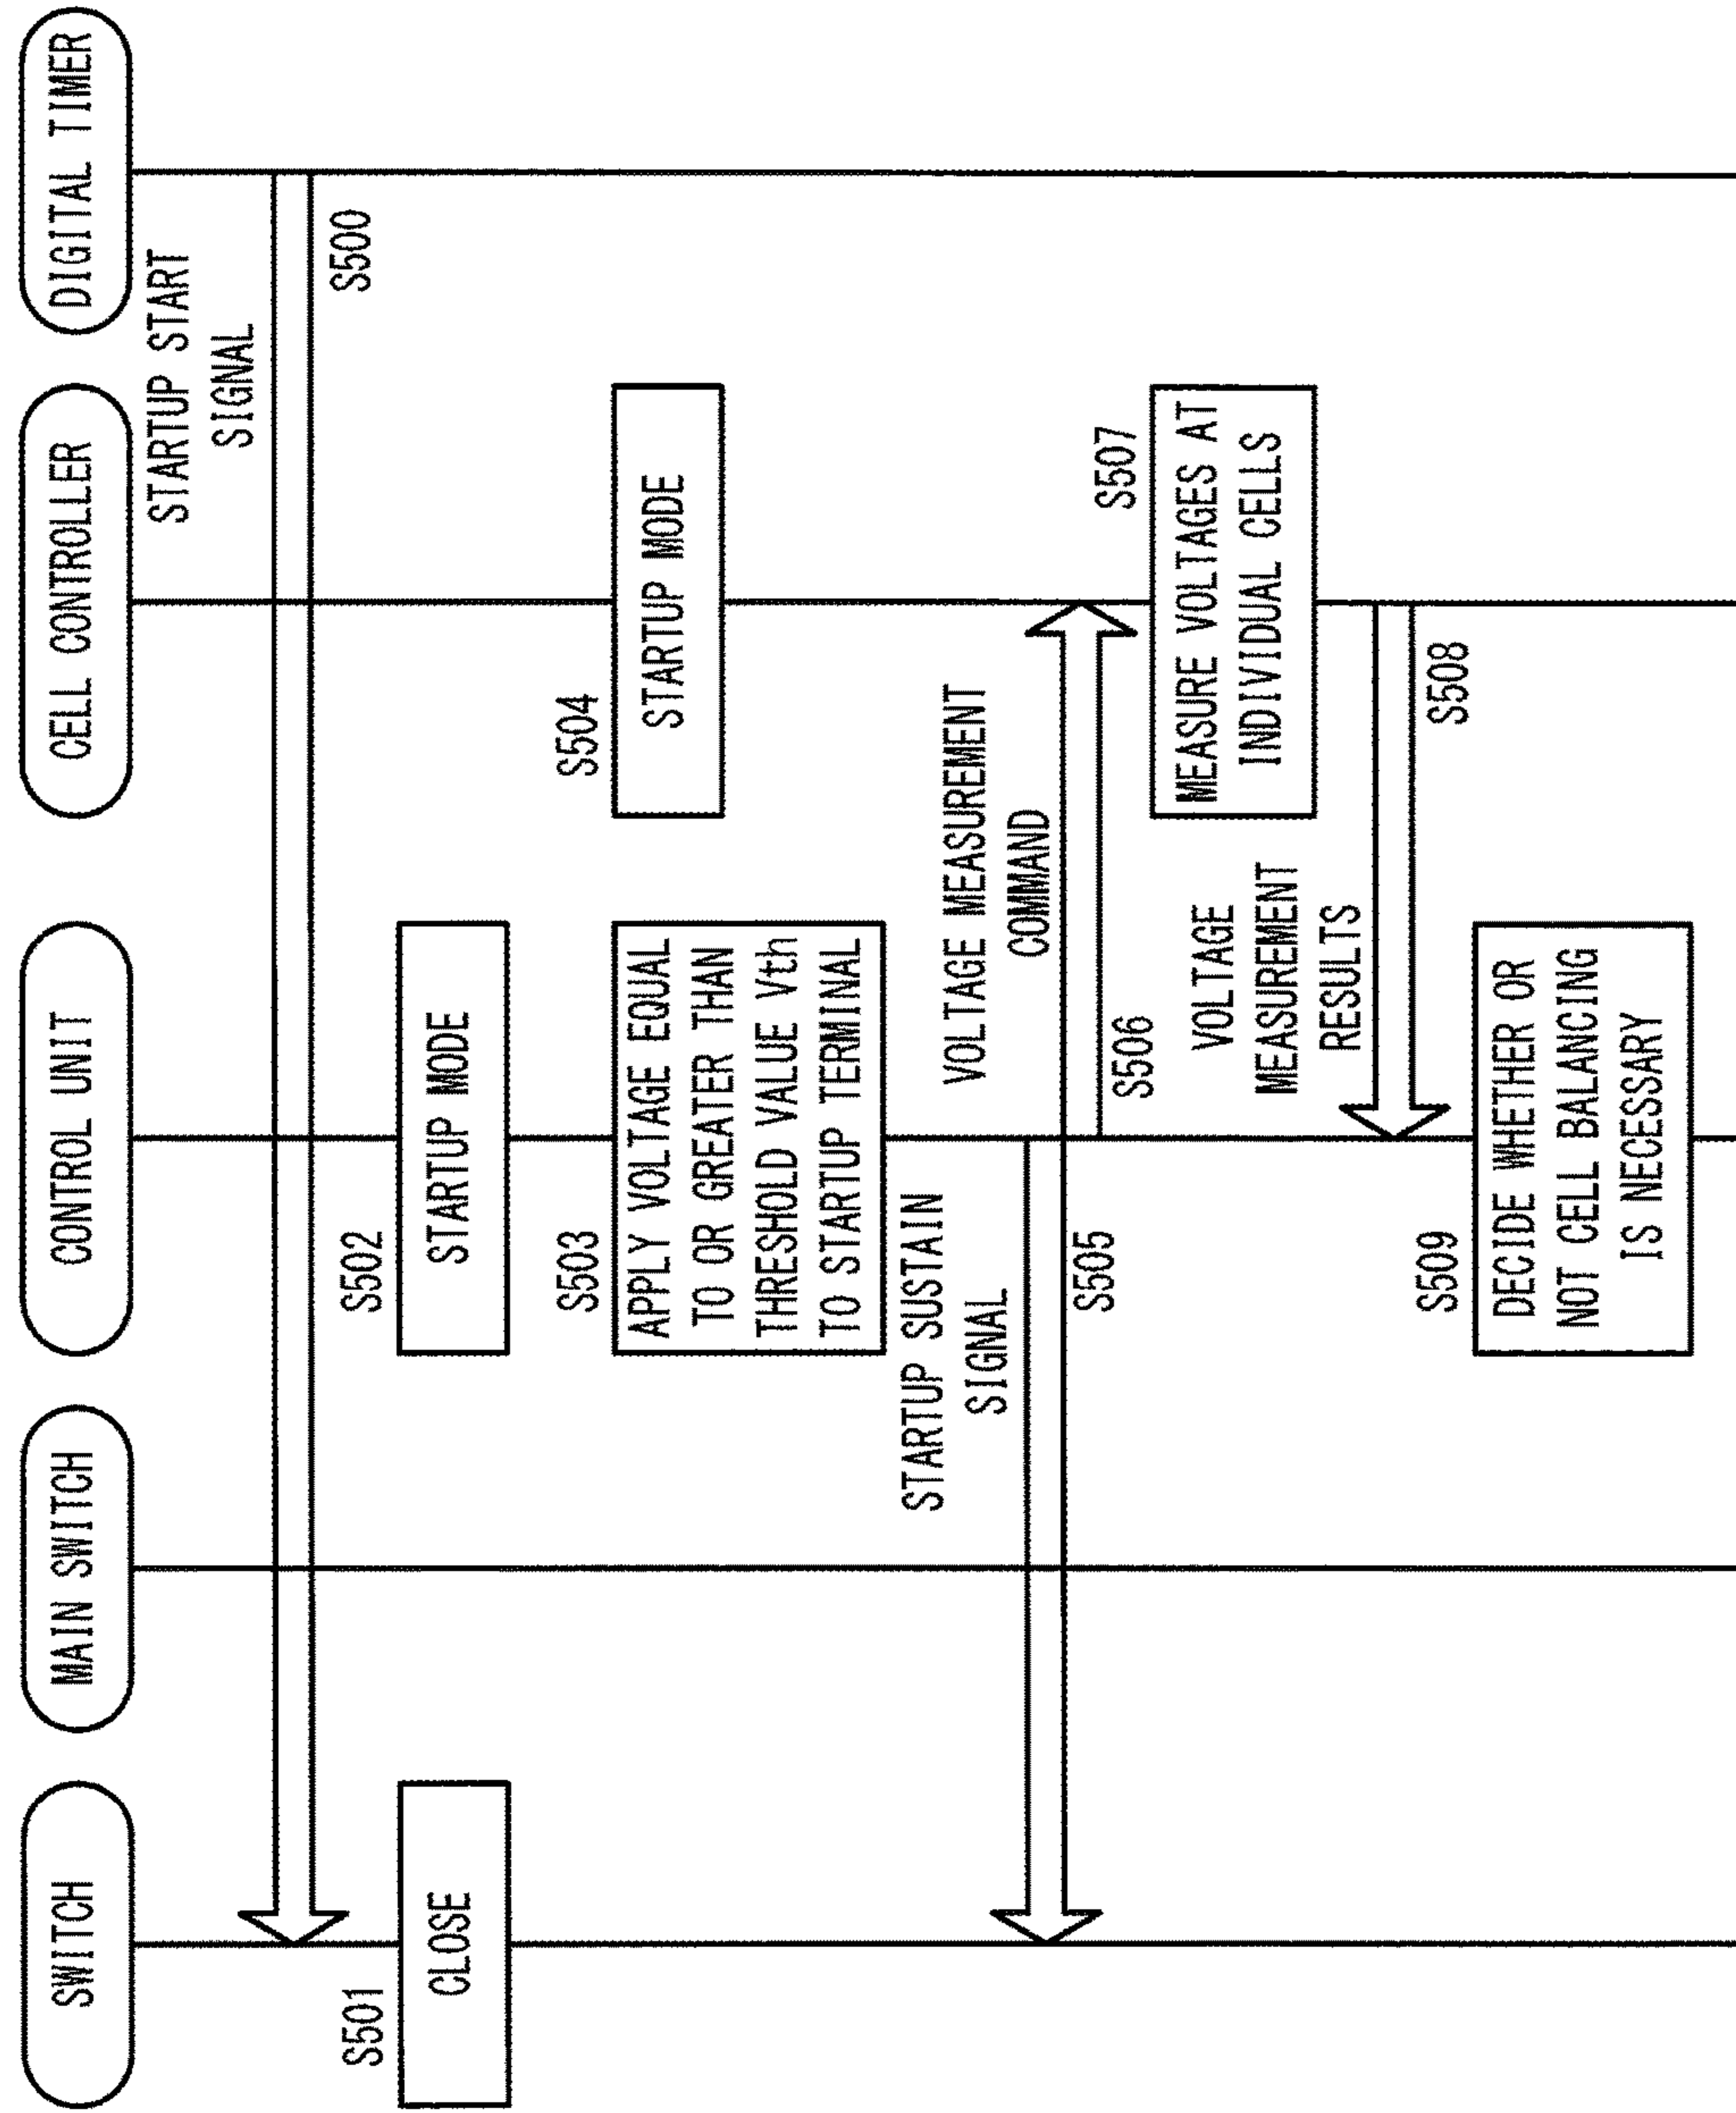 SWITCH
MAIN SWITCH
CONTROL UNIT
CELL CONTROLLER
DIGITAL TIMER
STARTUP START
SIGNAL
S500
S501
CLOSE
S502
STARTUP MODE
S503
APPLY VOLTAGE EQUAL
TO OR GREATER THAN
THRESHOLD VALUE Vth
TO STARTUP TERMINAL
S504
STARTUP MODE
STARTUP SUSTAIN
SIGNAL
S505
VOLTAGE MEASUREMENT
COMMAND
S506
S507
MEASURE VOLTAGES AT
INDIVIDUAL CELLS
VOLTAGE
MEASUREMENT
RESULTS
S508
S509
DECIDE WHETHER OR
NOT CELL BALANCING
IS NECESSARY